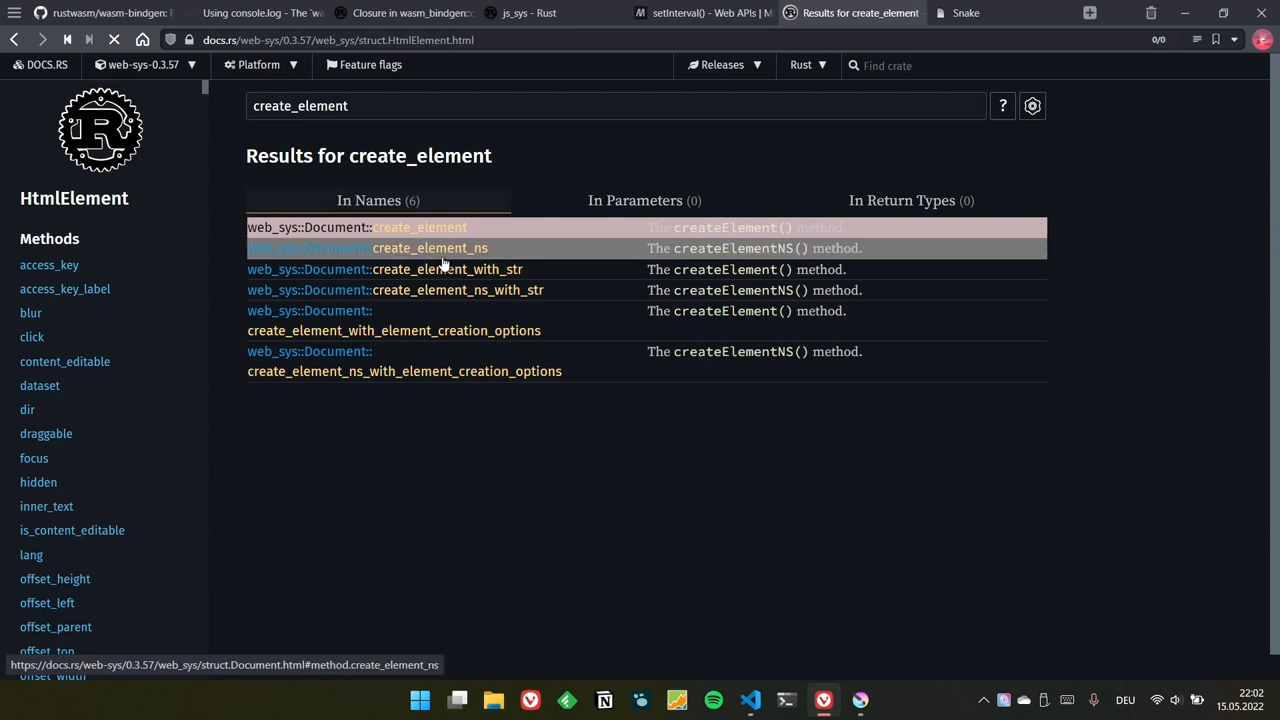 rustwasm/wasm-bindgen: F
Using console.log - The `wa
Closure in wasm_bindgen::c
js_sys - Rust
setInterval() - Web APIs | M
Results for create_element
Snake
docs.rs/web-sys/0.3.57/web_sys/struct.HtmlElement.html
0/0
DOCS.RS
web-sys-0.3.57
Platform
Feature flags
Releases
Rust
Find crate
create_element
?
Results for create_element
HtmlElement
In Names (6)
In Parameters (0)
In Return Types (0)
web_sys::Document::create_element
The createElement() method.
web_sys::Document::create_element_ns
The createElementNS() method.
web_sys::Document::create_element_with_str
The createElement() method.
web_sys::Document::create_element_ns_with_str
The createElementNS() method.
web_sys::Document::
create_element_with_element_creation_options
The createElement() method.
web_sys::Document::
create_element_ns_with_element_creation_options
The createElementNS() method.
Methods
access_key
access_key_label
blur
click
content_editable
dataset
dir
draggable
focus
hidden
inner_text
is_content_editable
lang
offset_height
offset_left
offset_parent
offset_top
offset_width
https://docs.rs/web-sys/0.3.57/web_sys/struct.Document.html#method.create_element_ns
DEU
22:02
15.05.2022